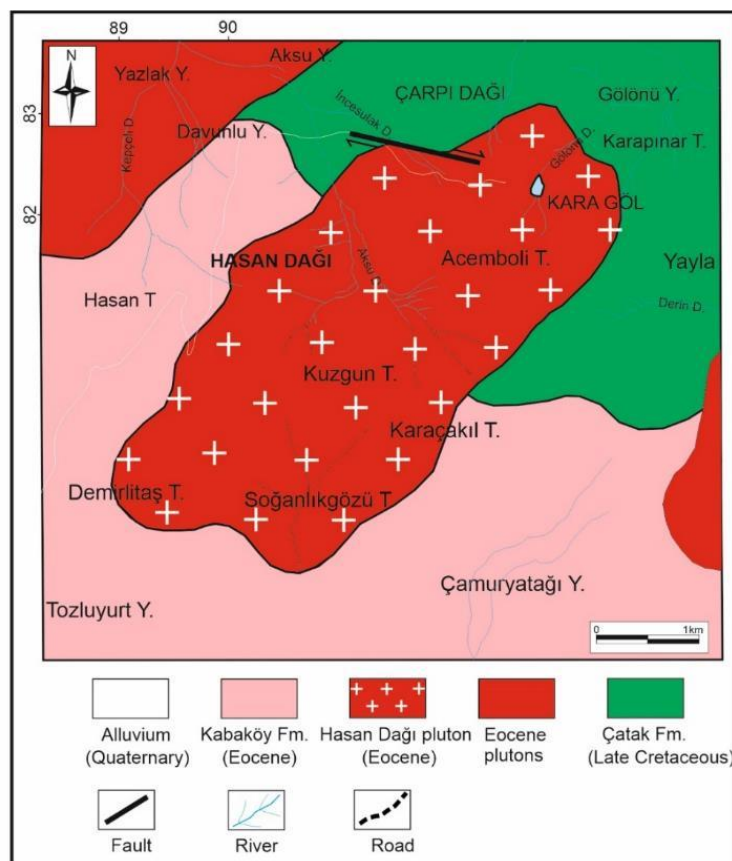 89 90
N
Aksu Y.
Yazlak Y.
ÇARPI DAĞI
Gölönü Y.
83
İncesulak D.
Davunlu Y.
Kepçeli D.
Gölönü D.
Karapınar T.
82
KARA GÖL
HASAN DAĞI
Aksu D.
Acemboli T.
Yayla
Hasan T
Derin D.
Kuzgun T.
Karaçakıl T.
Demirlitaş T.
Soğanlıkgözü T.
Çamuryatağı Y.
Tozluyurt Y.
0 1km
Alluvium
(Quaternary)
Kabaköy Fm.
(Eocene)
Hasan Dağı pluton
(Eocene)
Eocene
plutons
Çatak Fm.
(Late Cretaceous)
Fault
River
Road